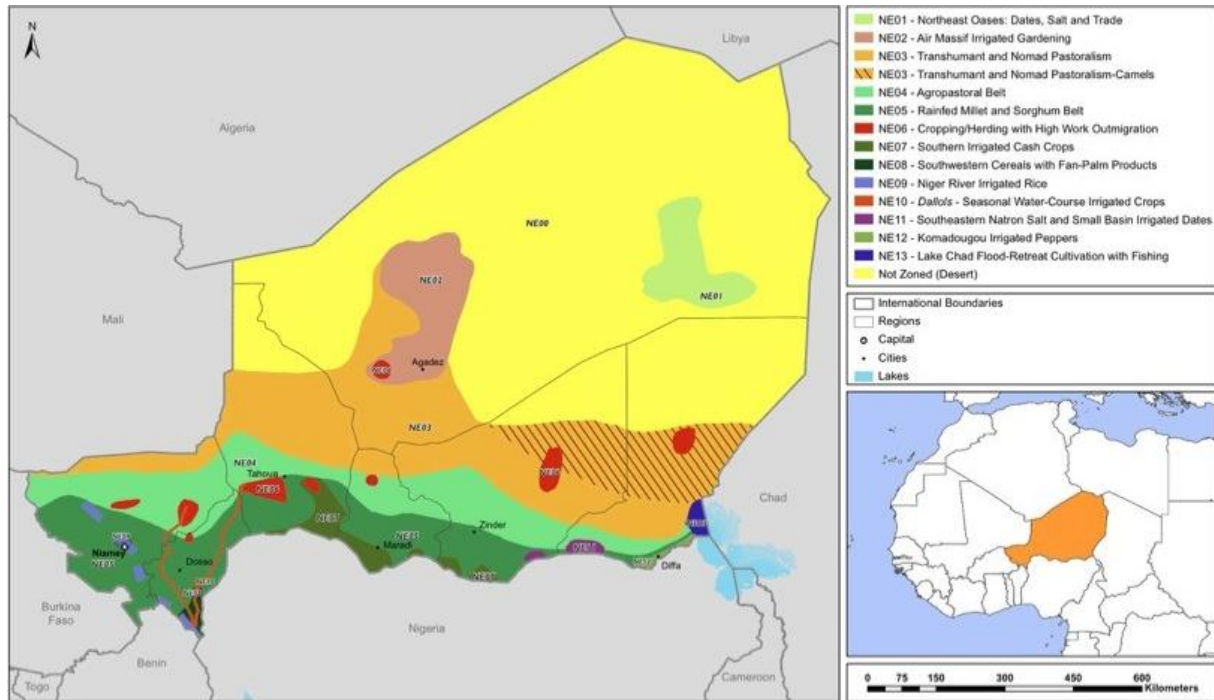 N
Libya
Algeria
NE00
NE02
NE01
Mali
Agadez
NE03
NE04
Tahoua
NE06
Chad
NE07
Zinder
Niamey
NE05
Maradi
NE11
Dosso
Diffa
Burkina
Faso
Nigeria
Benin
Togo
Cameroon
NE01 - Northeast Oases: Dates, Salt and Trade
NE02 - Aïr Massif Irrigated Gardening
NE03 - Transhumant and Nomad Pastoralism
NE03 - Transhumant and Nomad Pastoralism-Camels
NE04 - Agropastoral Belt
NE05 - Rainfed Millet and Sorghum Belt
NE06 - Cropping/Herding with High Work Outmigration
NE07 - Southern Irrigated Cash Crops
NE08 - Southwestern Cereals with Fan-Palm Products
NE09 - Niger River Irrigated Rice
NE10 - Dallols - Seasonal Water-Course Irrigated Crops
NE11 - Southeastern Natron Salt and Small Basin Irrigated Dates
NE12 - Komadougou Irrigated Peppers
NE13 - Lake Chad Flood-Retreat Cultivation with Fishing
Not Zoned (Desert)
International Boundaries
Regions
Capital
Cities
Lakes
0 75 150 300 450 600
Kilometers